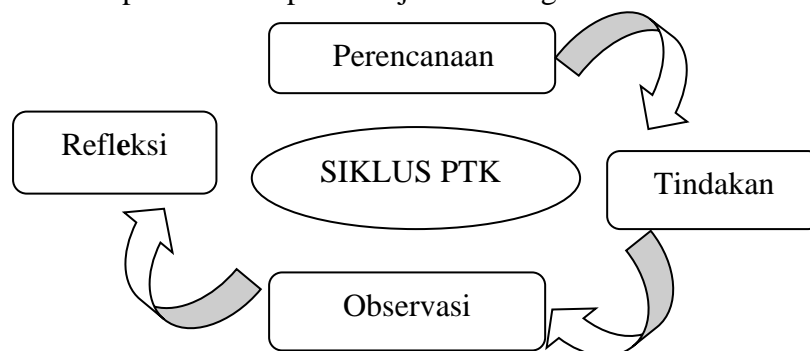 Perencanaan
Refleksi
SIKLUS PTK
Tindakan
Observasi